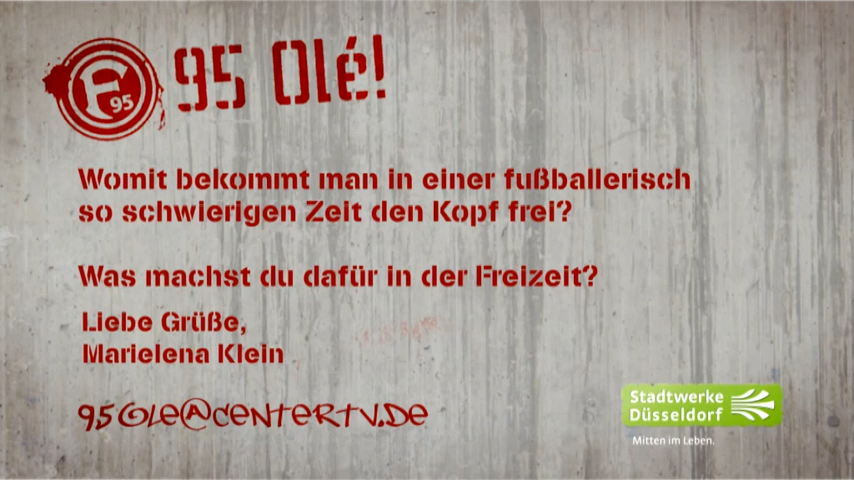 F
95
95 Olé!
Womit bekommt man in einer fußballerisch
so schwierigen Zeit den Kopf frei?
Was machst du dafür in der Freizeit?
Liebe Grüße,
Marielena Klein
95OLE@CENTERTV.DE
Stadtwerke
Düsseldorf
Mitten im Leben.